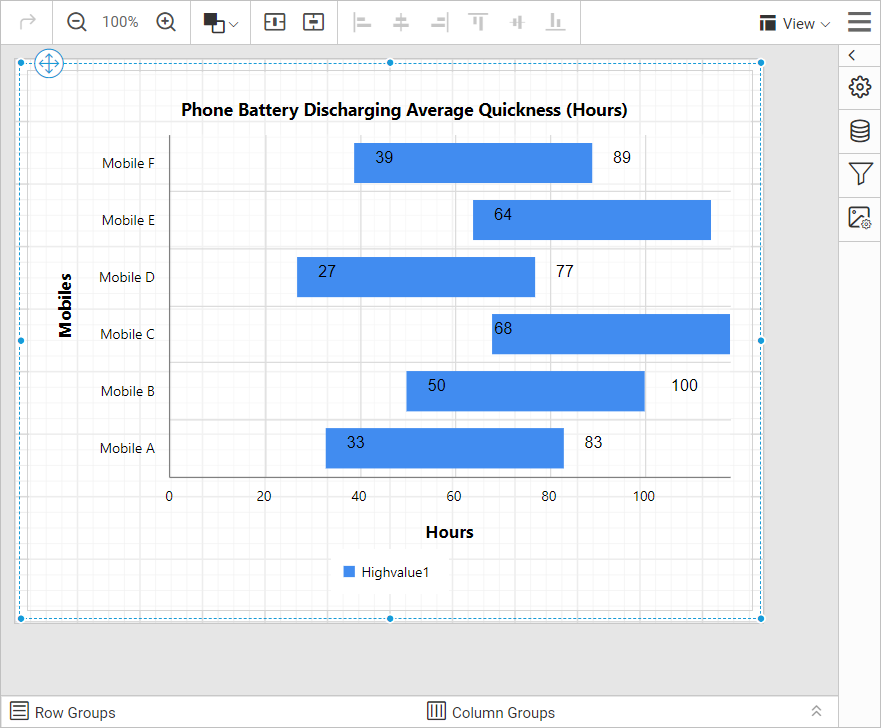 100%
View
Phone Battery Discharging Average Quickness (Hours)
Mobile F
39
89
Mobile E
64
Mobile D
27
77
Mobiles
Mobile C
68
Mobile B
50
100
Mobile A
33
83
0 20 40 60 80 100
Hours
Highvalue1
Row Groups
Column Groups